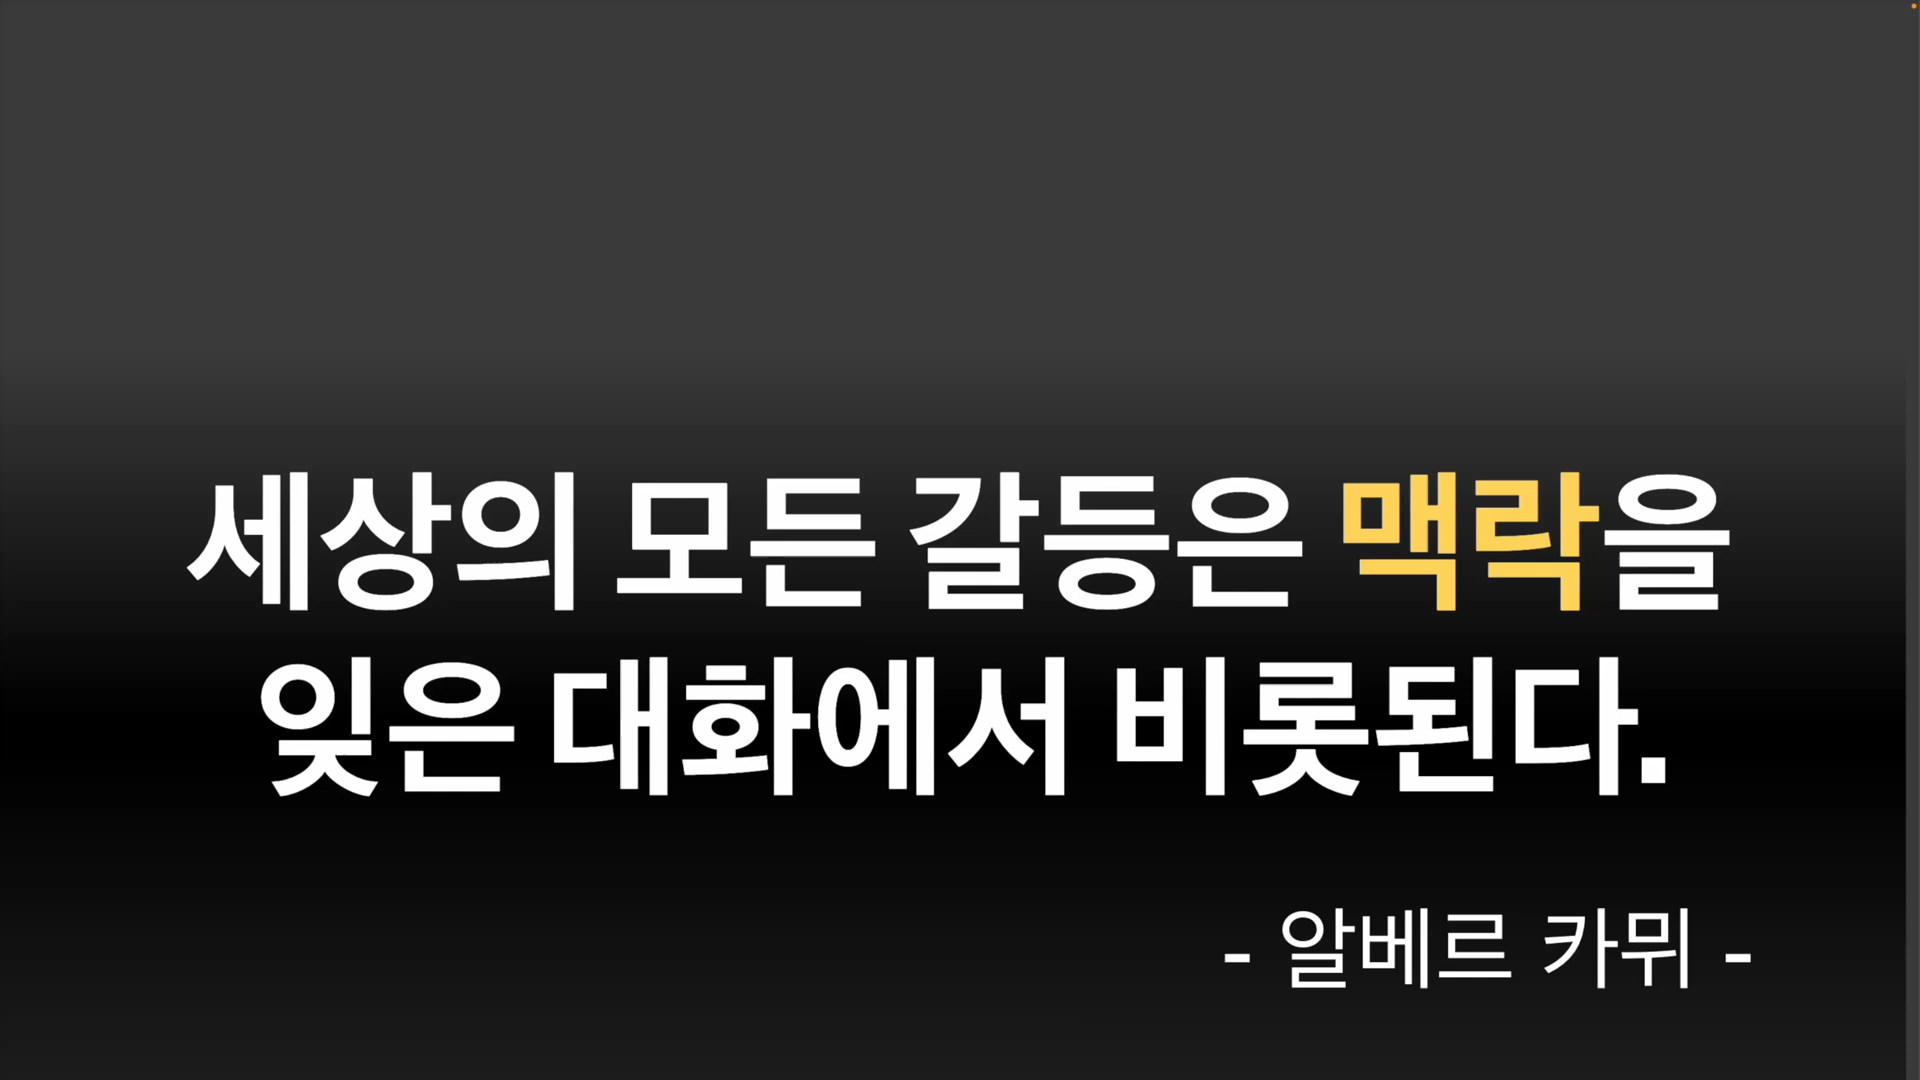 세상의 모든 갈등은 맥락을
잊은 대화에서 비롯된다.
- 알베르 카뮈 -